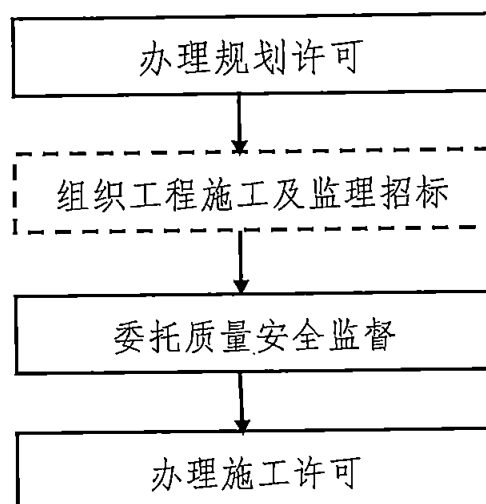 办理规划许可
组织工程施工及监理招标
委托质量安全监督
办理施工许可